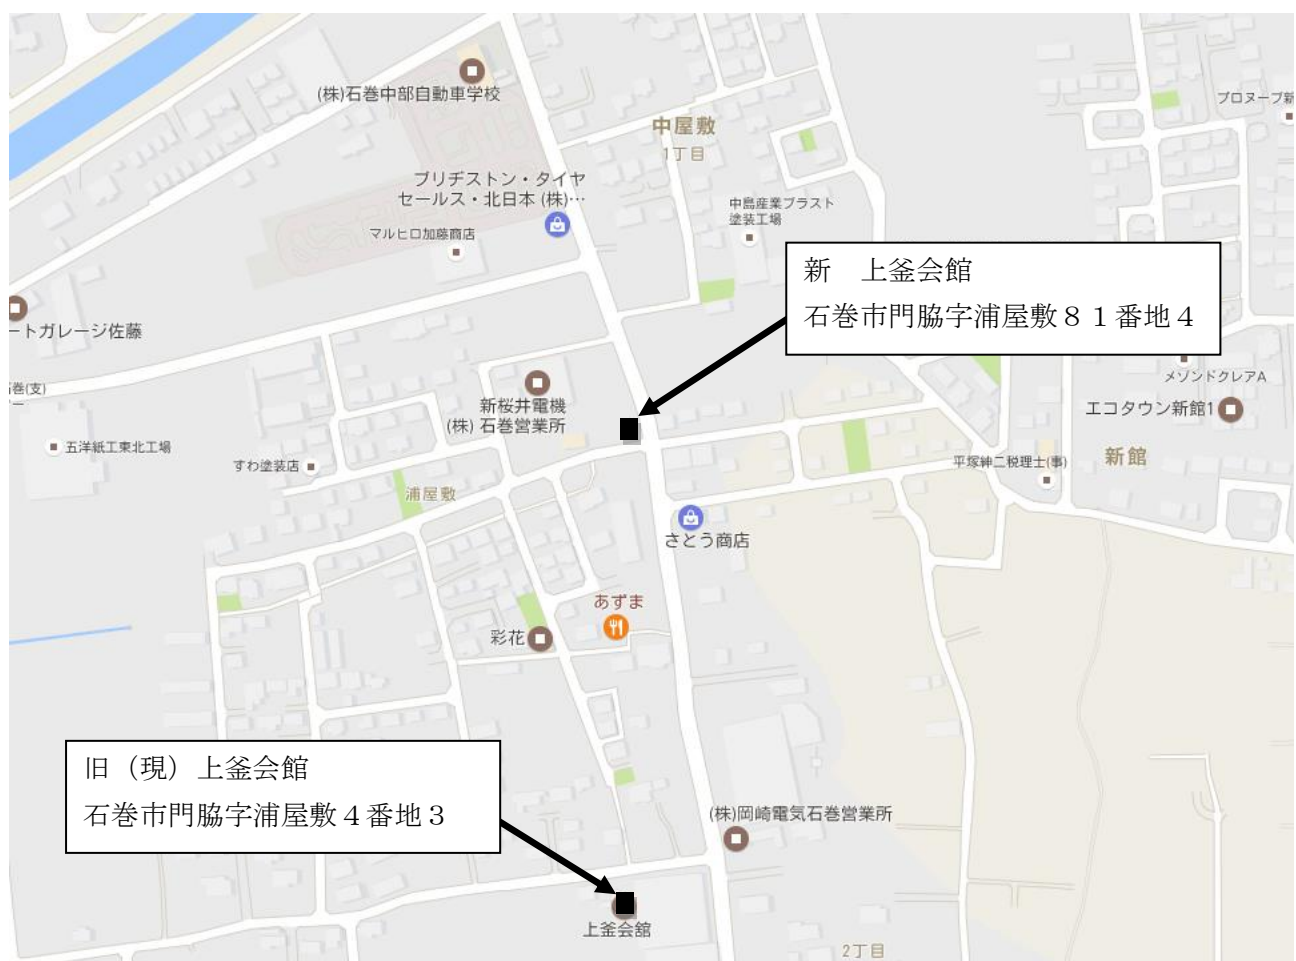 (株)石巻中部自動車学校
プロヌーブ新
中屋敷
1丁目
ブリヂストン・タイヤ
セールス・北日本 (株)…
中島産業ブラスト
塗装工場
マルヒロ加藤商店
新　上釜会館
石巻市門脇字浦屋敷８１番地４
ートガレージ佐藤
石巻(支)
メゾンドクレアA
新桜井電機
(株) 石巻営業所
エコタウン新館1
五洋紙工東北工場
すわ塗装店
平塚紳二税理士(事)
新館
浦屋敷
さとう商店
あずま
彩花
旧（現）上釜会館
石巻市門脇字浦屋敷４番地３
(株)岡崎電気石巻営業所
上釜会舘
2丁目